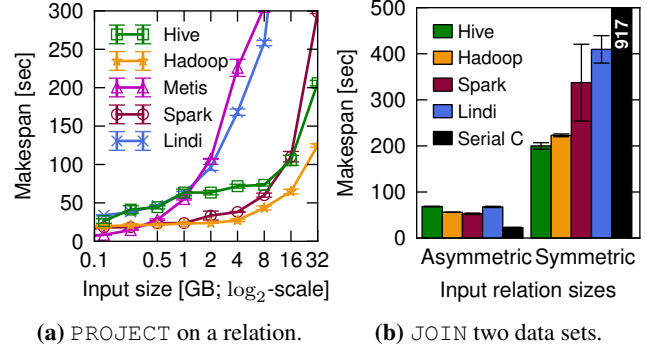 300
250
200
150
100
50
0
Makespan [sec]
Hive
Hadoop
Metis
Spark
Lindi
0.1 0.5 1 2 4 8 16 32
Input size [GB; log2-scale]
(a) PROJECT on a relation.
500
400
300
200
100
0
Makespan [sec]
Hive
Hadoop
Spark
Lindi
Serial C
917
Asymmetric Symmetric
Input relation sizes
(b) JOIN two data sets.